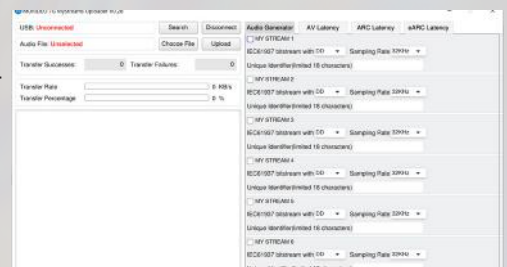 USB: Unconnected
Search
Disconnect
Audio File: Unselected
Choose File
Upload
Transfer Successes:
0
Transfer Failures:
0
Transfer Rate
0 KB/s
Transfer Percentage
0 %
Audio Generator
AV Latency
ARC Latency
eARC Latency
MY STREAM 1
IEC61937 bitstream with DD
Sampling Rate 32KHz
Unique Identifier(limited 16 characters)
MY STREAM 2
IEC61937 bitstream with DD
Sampling Rate 32KHz
Unique Identifier(limited 16 characters)
MY STREAM 3
IEC61937 bitstream with DD
Sampling Rate 32KHz
Unique Identifier(limited 16 characters)
MY STREAM 4
IEC61937 bitstream with DD
Sampling Rate 32KHz
Unique Identifier(limited 16 characters)
MY STREAM 5
IEC61937 bitstream with DD
Sampling Rate 32KHz
Unique Identifier(limited 16 characters)
MY STREAM 6
IEC61937 bitstream with DD
Sampling Rate 32KHz